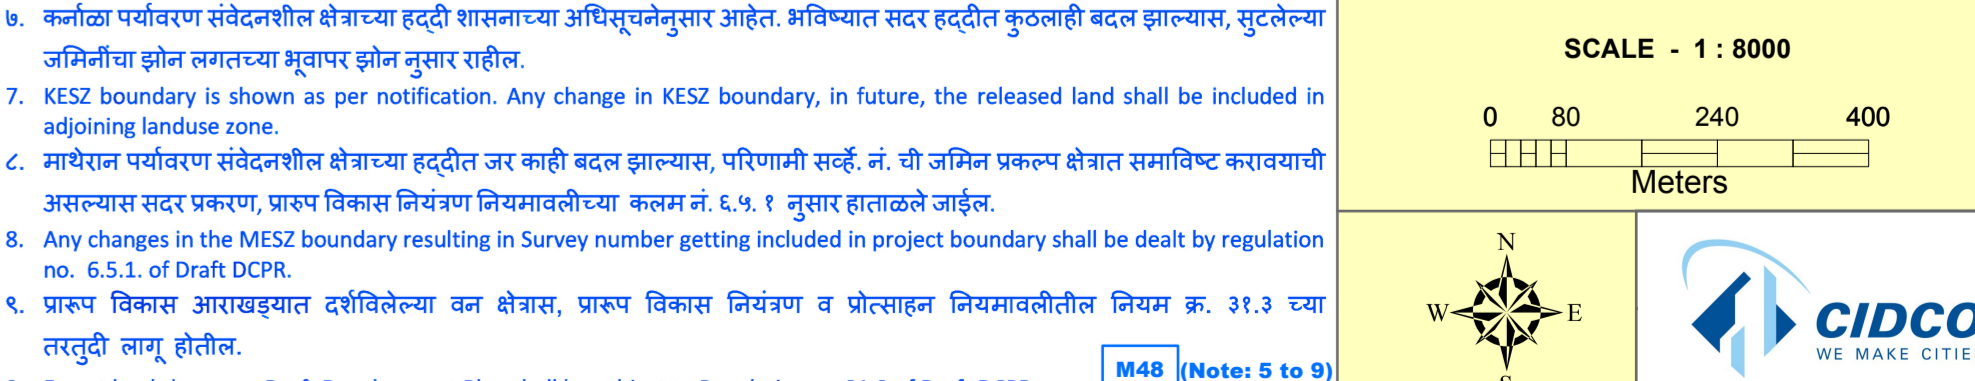 ७. कर्नाळा पर्यावरण संवेदनशील क्षेत्राच्या हद्दी शासनाच्या अधिसूचनेनुसार आहेत. भविष्यात सदर हद्दीत कुठलाही बदल झाल्यास, सुटलेल्या
जमिनींचा झोन लगतच्या भूवापर झोन नुसार राहील.
7. KESZ boundary is shown as per notification. Any change in KESZ boundary, in future, the released land shall be included in
adjoining landuse zone.
८. माथेरान पर्यावरण संवेदनशील क्षेत्राच्या हद्दीत जर काही बदल झाल्यास, परिणामी सर्व्हे. नं. ची जमिन प्रकल्प क्षेत्रात समाविष्ट करावयाची
असल्यास सदर प्रकरण, प्रारुप विकास नियंत्रण नियमावलीच्या कलम नं. ६.५. १ नुसार हाताळले जाईल.
8. Any changes in the MESZ boundary resulting in Survey number getting included in project boundary shall be dealt by regulation
no. 6.5.1. of Draft DCPR.
९. प्रारूप विकास आराखड्यात दर्शविलेल्या वन क्षेत्रास, प्रारूप विकास नियंत्रण व प्रोत्साहन नियमावलीतील नियम क्र. ३१.३ च्या
तरतुदी लागू होतील.
M48 (Note: 5 to 9)
SCALE - 1 : 8000
0 80 240 400
Meters
N
W E
S
CIDCO
WE MAKE CITIE